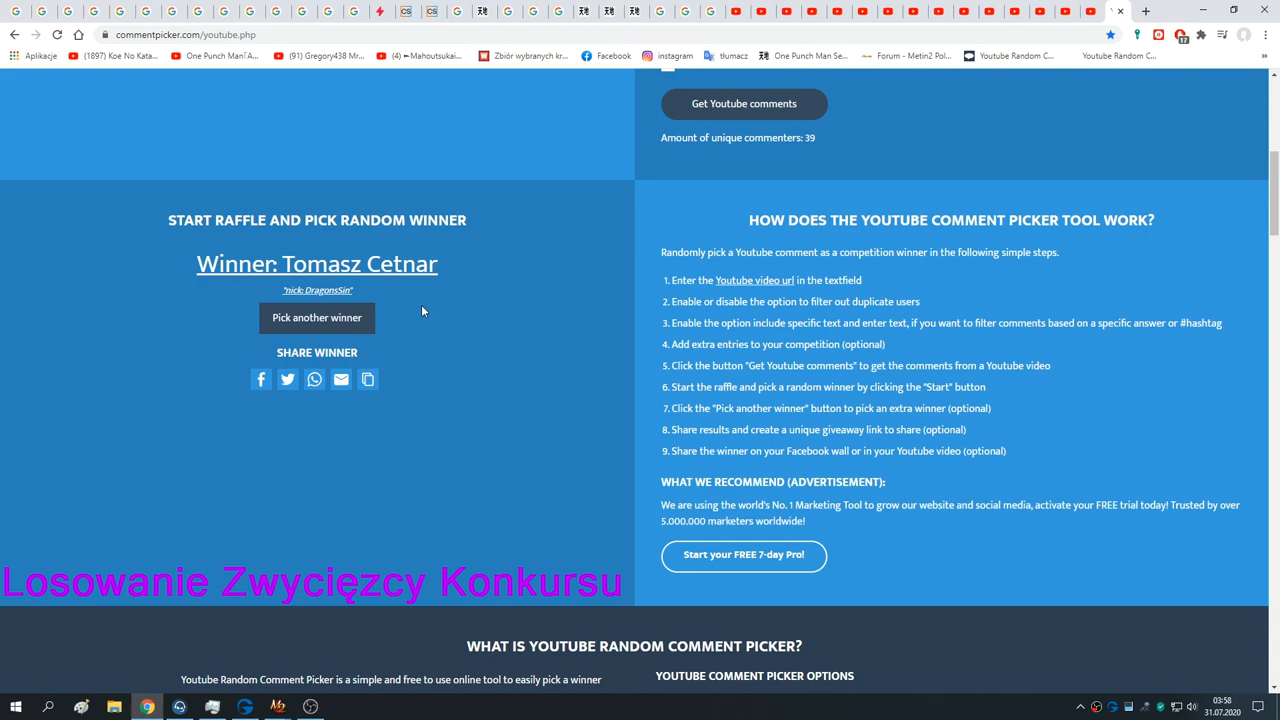 commentpicker.com/youtube.php
Aplikacje
(1897) Koe No Kata...
One Punch Man「A...
(91) Gregory438 Mr...
(4) ►Mahoutsukai...
Zbiór wybranych kr...
Facebook
instagram
tłumacz
One Punch Man Se...
Forum - Metin2 Pol...
Youtube Random C...
Youtube Random C...
»
Get Youtube comments
Amount of unique commenters: 39
START RAFFLE AND PICK RANDOM WINNER
Winner: Tomasz Cetnar
"nick: DragonsSin"
Pick another winner
SHARE WINNER
HOW DOES THE YOUTUBE COMMENT PICKER TOOL WORK?
Randomly pick a Youtube comment as a competition winner in the following simple steps.
1. Enter the Youtube video url in the textfield
2. Enable or disable the option to filter out duplicate users
3. Enable the option include specific text and enter text, if you want to filter comments based on a specific answer or #hashtag
4. Add extra entries to your competition (optional)
5. Click the button "Get Youtube comments" to get the comments from a Youtube video
6. Start the raffle and pick a random winner by clicking the "Start" button
7. Click the "Pick another winner" button to pick an extra winner (optional)
8. Share results and create a unique giveaway link to share (optional)
9. Share the winner on your Facebook wall or in your Youtube video (optional)
WHAT WE RECOMMEND (ADVERTISEMENT):
We are using the world's No. 1 Marketing Tool to grow our website and social media, activate your FREE trial today! Trusted by over
5.000,000 marketers worldwide!
Start your FREE 7-day Pro!
Losowanie Zwycięzcy Konkursu
WHAT IS YOUTUBE RANDOM COMMENT PICKER?
Youtube Random Comment Picker is a simple and free to use online tool to easily pick a winner
YOUTUBE COMMENT PICKER OPTIONS
03:58
31.07.2020